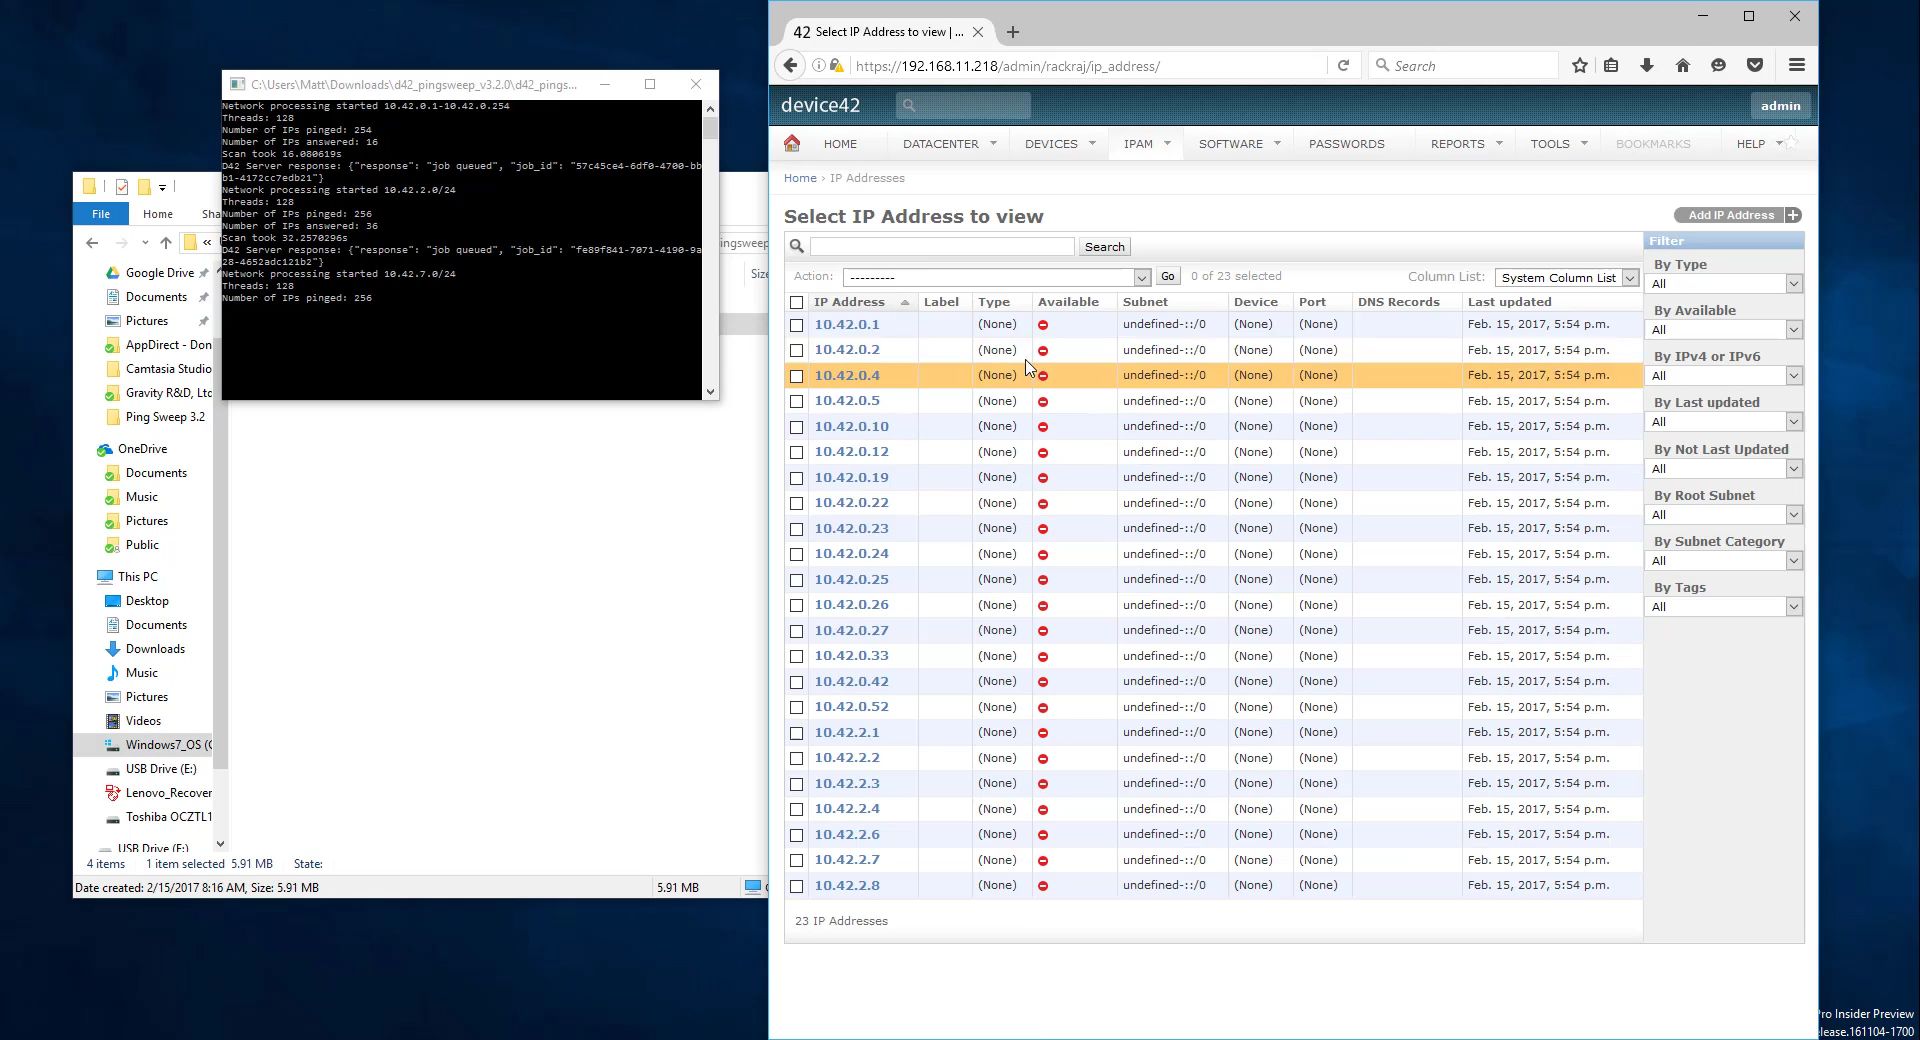 C:\Users\Matt\Downloads\d42_pingsweep_v3.2.0\d42_pings...
Network processing started 10.42.0.1-10.42.0.254
Threads: 128
Number of IPs pinged: 254
Number of IPs answered: 16
Scan took 16.080619s
D42 Server response: {"response": "job queued", "job_id": "57c45ce4-6df0-4700-bb
b1-4172cc7edb21"}
Network processing started 10.42.2.0/24
Threads: 128
Number of IPs pinged: 256
Number of IPs answered: 36
Scan took 32.2570296s
D42 Server response: {"response": "job queued", "job_id": "fe89f841-7071-4190-9a
28-4652adc121b2"}
Network processing started 10.42.7.0/24
Threads: 128
Number of IPs pinged: 256
File Home Sha
« ingsweep
Size
Google Drive
Documents
Pictures
AppDirect - Don
Camtasia Studio
Gravity R&D, Ltd
Ping Sweep 3.2
OneDrive
Documents
Music
Pictures
Public
This PC
Desktop
Documents
Downloads
Music
Pictures
Videos
Windows7_OS (C
USB Drive (E:)
Lenovo_Recover
Toshiba OCZTL1
USB Drive (E:)
4 items 1 item selected 5.91 MB State:
Date created: 2/15/2017 8:16 AM, Size: 5.91 MB 5.91 MB
42 Select IP Address to view | ...
https://192.168.11.218/admin/rackraj/ip_address/ Search
device42 admin
HOME DATACENTER DEVICES IPAM SOFTWARE PASSWORDS REPORTS TOOLS BOOKMARKS HELP
Home › IP Addresses
Select IP Address to view Add IP Address
Search
Action: --------- Go 0 of 23 selected Column List: System Column List
IP Address Label Type Available Subnet Device Port DNS Records Last updated
10.42.0.1 (None) undefined-::/0 (None) (None) Feb. 15, 2017, 5:54 p.m.
10.42.0.2 (None) undefined-::/0 (None) (None) Feb. 15, 2017, 5:54 p.m.
10.42.0.4 (None) undefined-::/0 (None) (None) Feb. 15, 2017, 5:54 p.m.
10.42.0.5 (None) undefined-::/0 (None) (None) Feb. 15, 2017, 5:54 p.m.
10.42.0.10 (None) undefined-::/0 (None) (None) Feb. 15, 2017, 5:54 p.m.
10.42.0.12 (None) undefined-::/0 (None) (None) Feb. 15, 2017, 5:54 p.m.
10.42.0.19 (None) undefined-::/0 (None) (None) Feb. 15, 2017, 5:54 p.m.
10.42.0.22 (None) undefined-::/0 (None) (None) Feb. 15, 2017, 5:54 p.m.
10.42.0.23 (None) undefined-::/0 (None) (None) Feb. 15, 2017, 5:54 p.m.
10.42.0.24 (None) undefined-::/0 (None) (None) Feb. 15, 2017, 5:54 p.m.
10.42.0.25 (None) undefined-::/0 (None) (None) Feb. 15, 2017, 5:54 p.m.
10.42.0.26 (None) undefined-::/0 (None) (None) Feb. 15, 2017, 5:54 p.m.
10.42.0.27 (None) undefined-::/0 (None) (None) Feb. 15, 2017, 5:54 p.m.
10.42.0.33 (None) undefined-::/0 (None) (None) Feb. 15, 2017, 5:54 p.m.
10.42.0.42 (None) undefined-::/0 (None) (None) Feb. 15, 2017, 5:54 p.m.
10.42.0.52 (None) undefined-::/0 (None) (None) Feb. 15, 2017, 5:54 p.m.
10.42.2.1 (None) undefined-::/0 (None) (None) Feb. 15, 2017, 5:54 p.m.
10.42.2.2 (None) undefined-::/0 (None) (None) Feb. 15, 2017, 5:54 p.m.
10.42.2.3 (None) undefined-::/0 (None) (None) Feb. 15, 2017, 5:54 p.m.
10.42.2.4 (None) undefined-::/0 (None) (None) Feb. 15, 2017, 5:54 p.m.
10.42.2.6 (None) undefined-::/0 (None) (None) Feb. 15, 2017, 5:54 p.m.
10.42.2.7 (None) undefined-::/0 (None) (None) Feb. 15, 2017, 5:54 p.m.
10.42.2.8 (None) undefined-::/0 (None) (None) Feb. 15, 2017, 5:54 p.m.
23 IP Addresses
Filter
By Type
All
By Available
All
By IPv4 or IPv6
All
By Last updated
All
By Not Last Updated
All
By Root Subnet
All
By Subnet Category
All
By Tags
All
Pro Insider Preview
lease.161104-1700